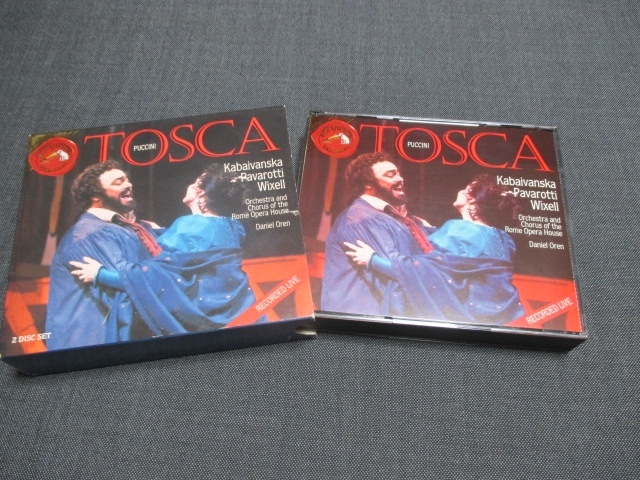 TOSCA
PUCCINI
Kabaivanska
Pavarotti
Wixell
Orchestra and
Chorus of the
Rome Opera House
Daniel Oren
RECORDED LIVE
2 DISC SET
TOSCA
PUCCINI
Kabaivanska
Pavarotti
Wixell
Orchestra and
Chorus of the
Rome Opera House
Daniel Oren
RECORDED LIVE